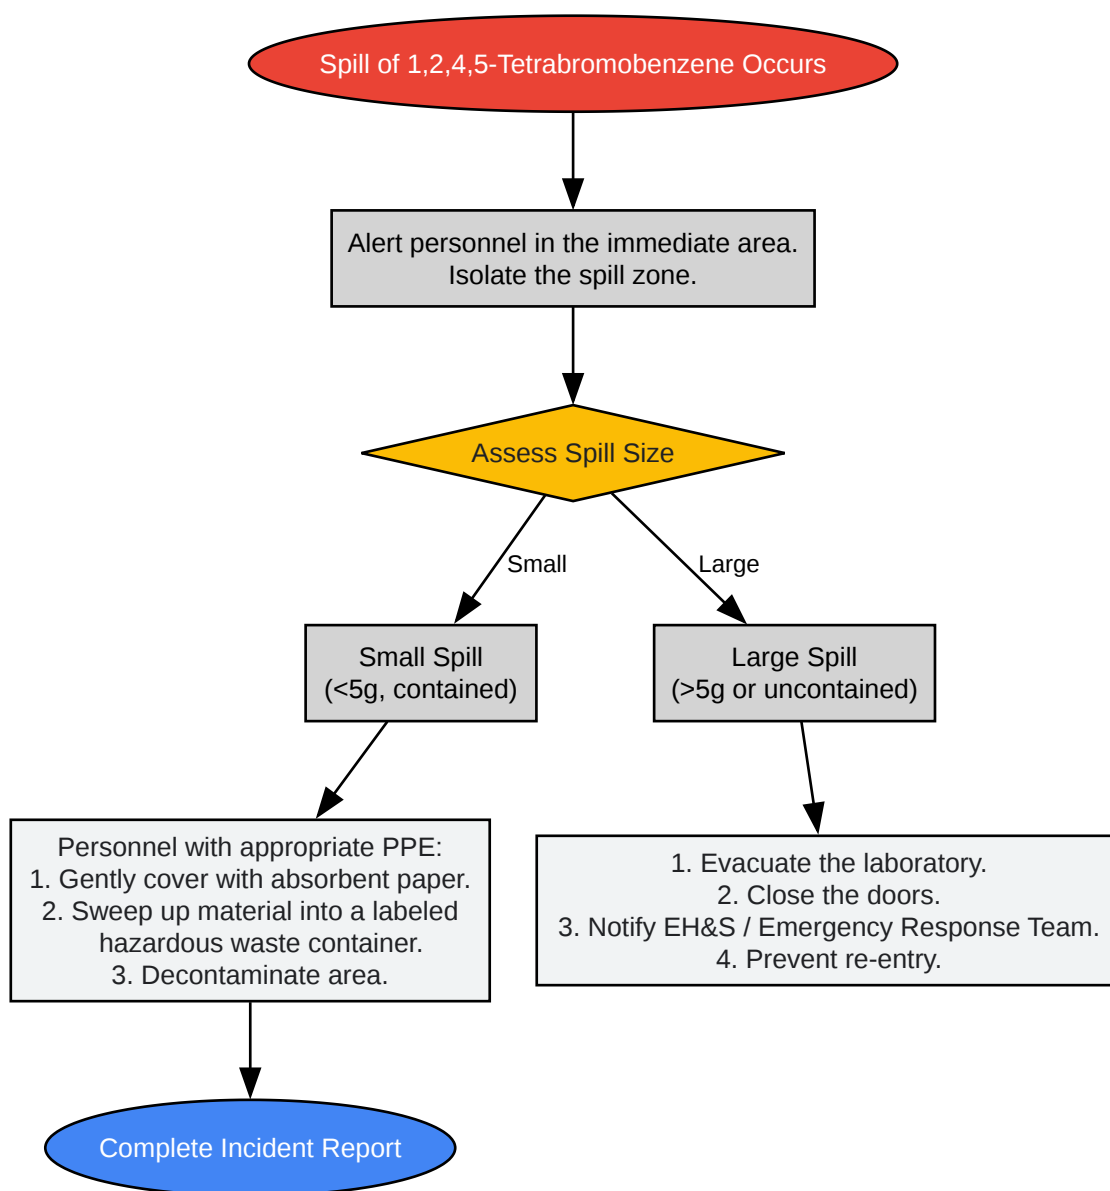 Spill of 1,2,4,5-Tetrabromobenzene Occurs
Alert personnel in the immediate area.
Isolate the spill zone.
Assess Spill Size
Small
Large
Small Spill
(<5g, contained)
Large Spill
(>5g or uncontained)
Personnel with appropriate PPE:
1. Gently cover with absorbent paper.
2. Sweep up material into a labeled
hazardous waste container.
3. Decontaminate area.
1. Evacuate the laboratory.
2. Close the doors.
3. Notify EH&S / Emergency Response Team.
4. Prevent re-entry.
Complete Incident Report